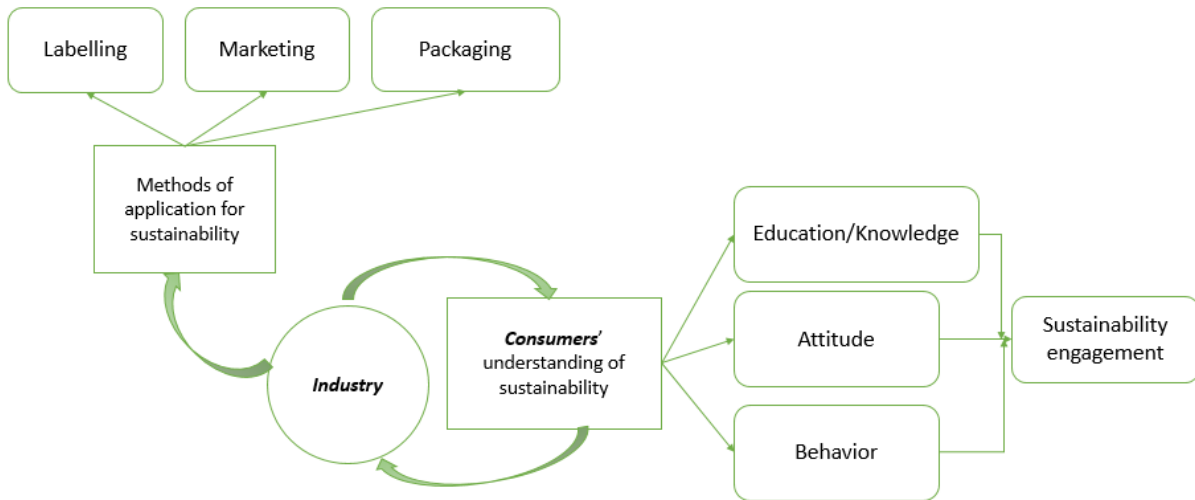 Labelling
Marketing
Packaging
Methods of
application for
sustainability
Education/Knowledge
Consumers’
understanding of
sustainability
Industry
Attitude
Sustainability
engagement
Behavior